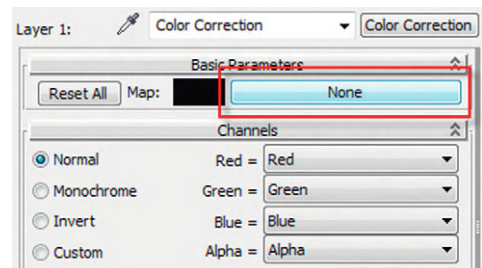 Layer 1: Color Correction Color Correction
Basic Parameters
Reset All Map: None
Channels
Normal Red = Red
Monochrome Green = Green
Invert Blue = Blue
Custom Alpha = Alpha